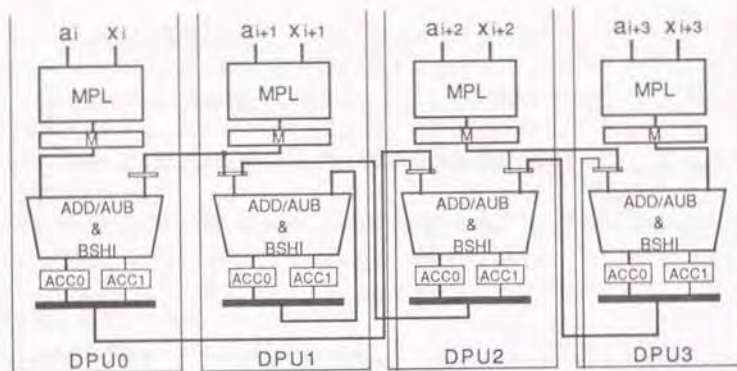 ai xi ai+1 xi+1 ai+2 xi+2 ai+3 xi+3
MPL MPL MPL MPL
M M M M
ADD/AUB ADD/AUB ADD/AUB ADD/AUB
& & & &
BSHI BSHI BSHI BSHI
ACC0 ACC1 ACC0 ACC1 ACC0 ACC1 ACC0 ACC1
DPU0 DPU1 DPU2 DPU3